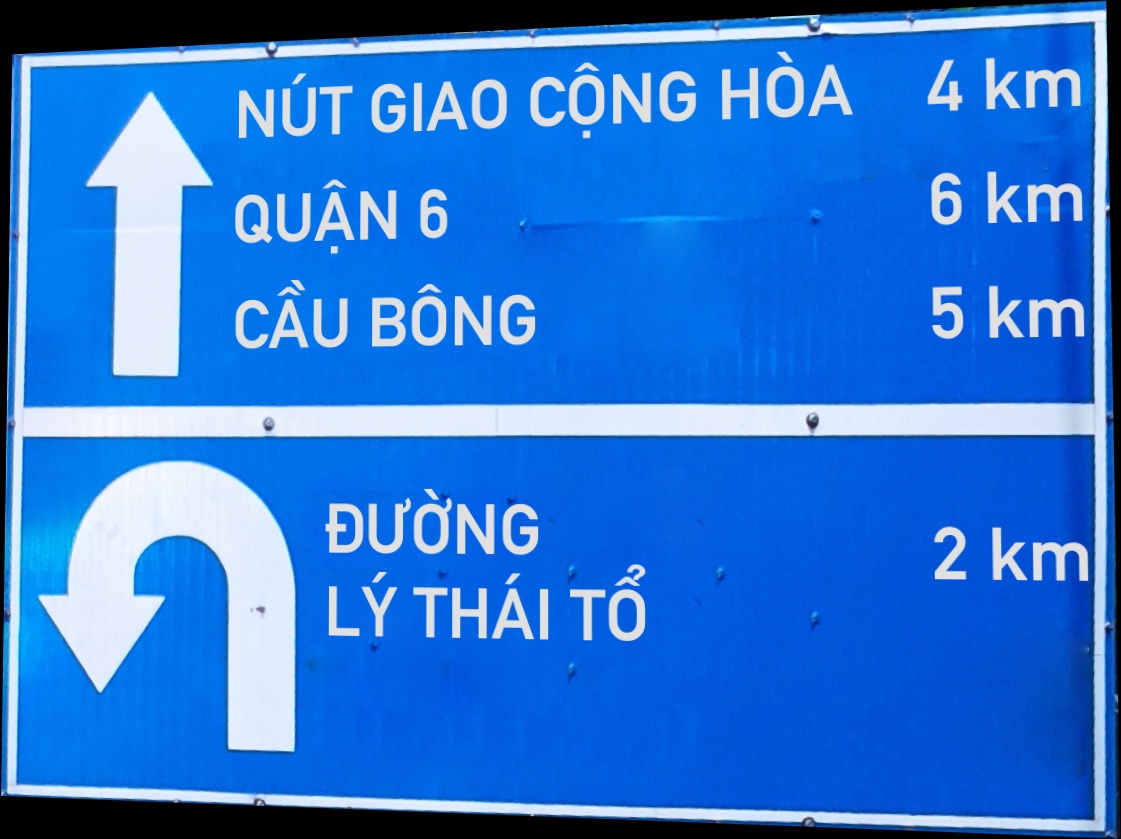 NÚT GIAO CỘNG HÒA 4 km
QUẬN 6 6 km
CẦU BÔNG 5 km
ĐƯỜNG 2 km
LÝ THÁI TỔ